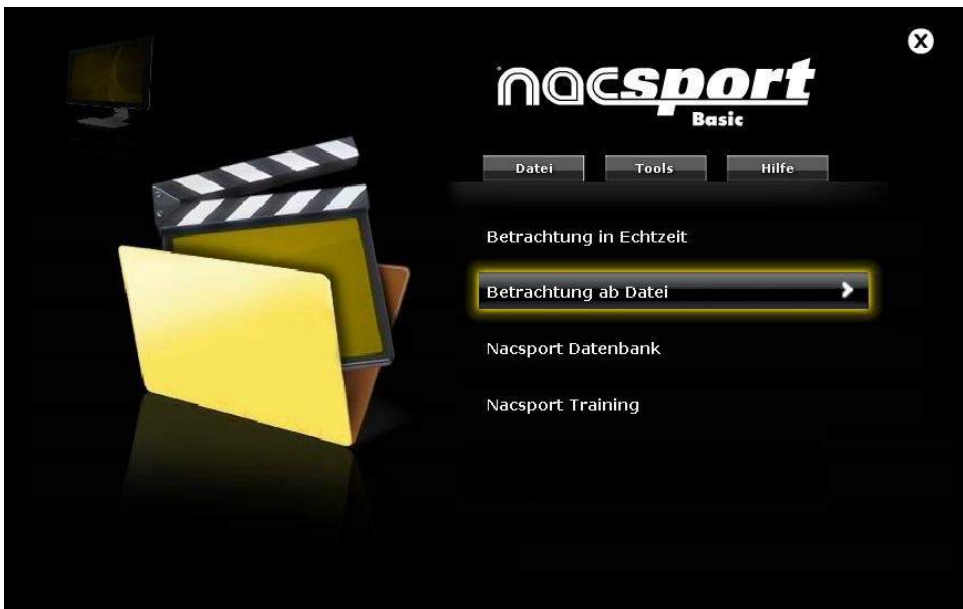 nacsport
Basic
Datei Tools Hilfe
Betrachtung in Echtzeit
Betrachtung ab Datei
Nacsport Datenbank
Nacsport Training